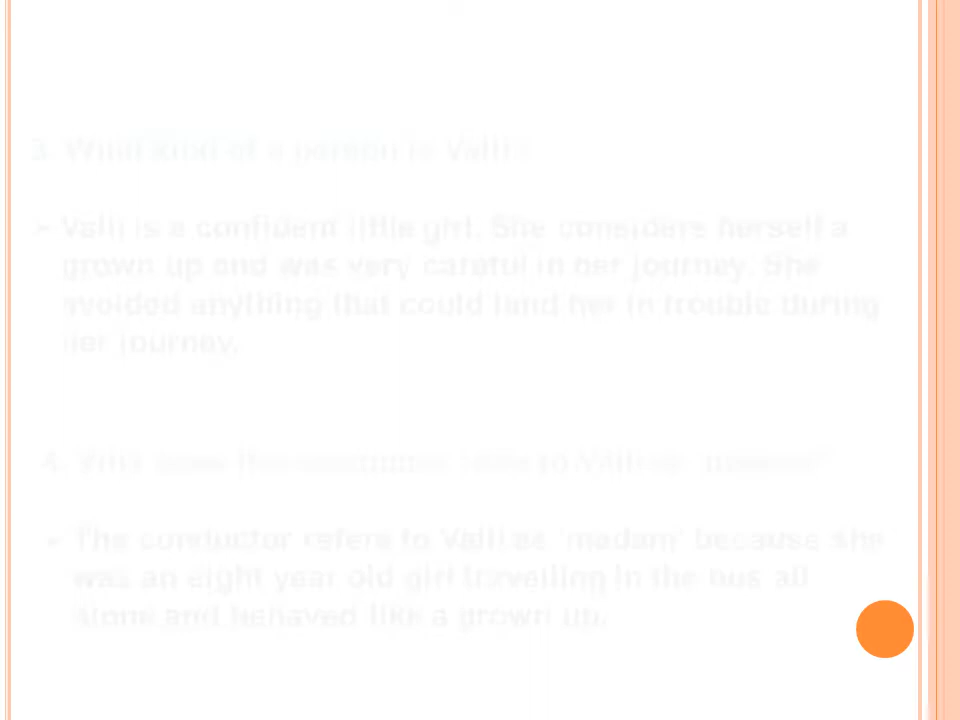 3. What kind of a person is Valli?
➢ Valli is a confident little girl. She considers herself a
grown up and was very careful in her journey. She
avoided anything that could land her in trouble during
her journey.
4. Why does the conductor refer to Valli as 'madam'?
➢ The conductor refers to Valli as 'madam' because she
was an eight year old girl travelling in the bus all
alone and behaved like a grown up.